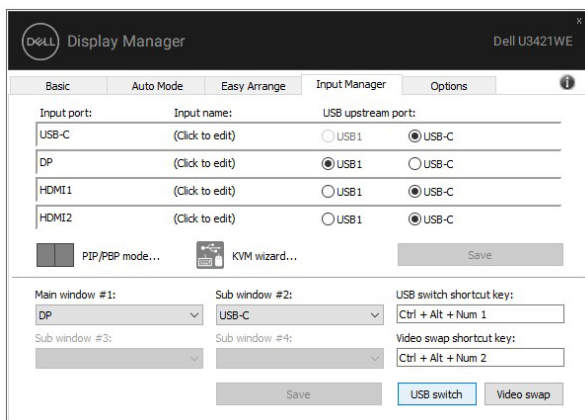 DELL Display Manager Dell U3421WE x
Basic Auto Mode Easy Arrange Input Manager Options i
Input port: Input name: USB upstream port:
USB-C (Click to edit) USB1 USB-C
DP (Click to edit) USB1 USB-C
HDMI1 (Click to edit) USB1 USB-C
HDMI2 (Click to edit) USB1 USB-C
PIP/PBP mode... KVM wizard... Save
Main window #1: Sub window #2: USB switch shortcut key:
DP USB-C Ctrl + Alt + Num 1
Sub window #3: Sub window #4: Video swap shortcut key:
Ctrl + Alt + Num 2
Save USB switch Video swap